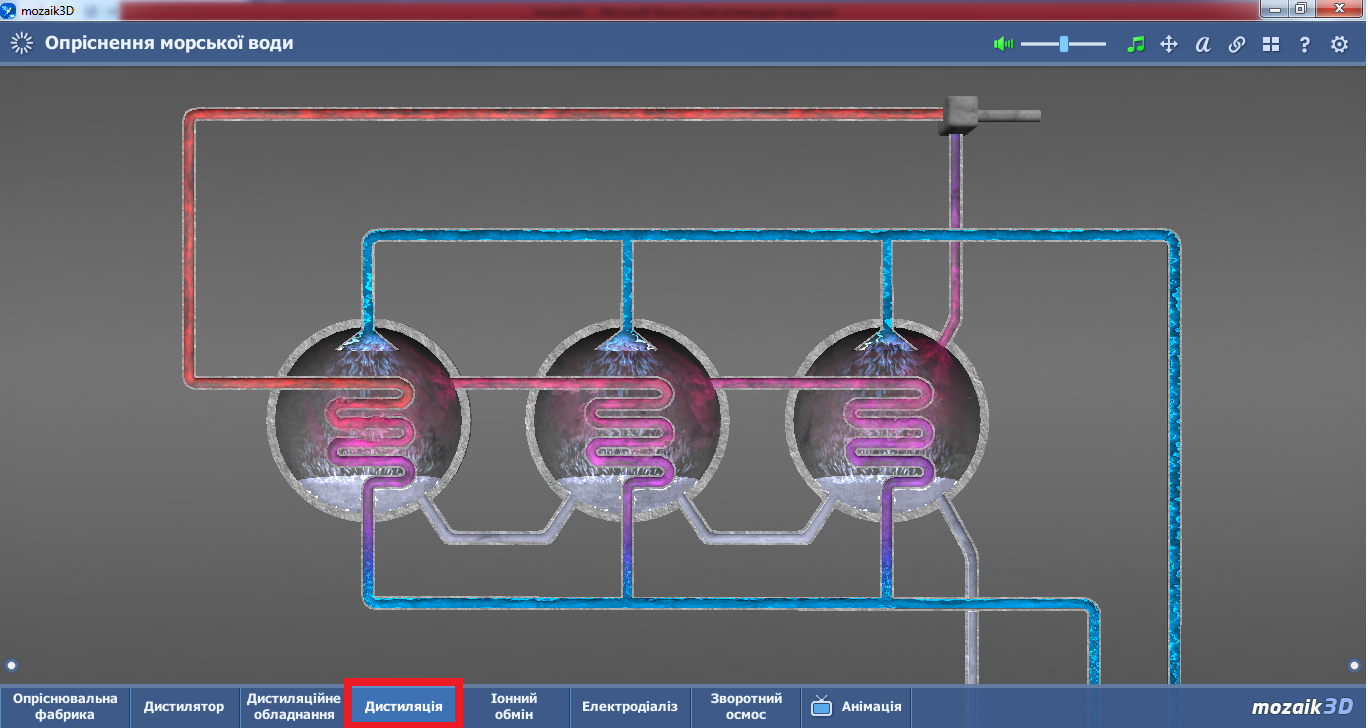 mozaik3D
Опріснення морської води
Опріснювальна
фабрика
Дистилятор
Дистиляційне
обладнання
Дистиляція
Іонний
обмін
Електродіаліз
Зворотний
осмос
Анімація
mozaik3D